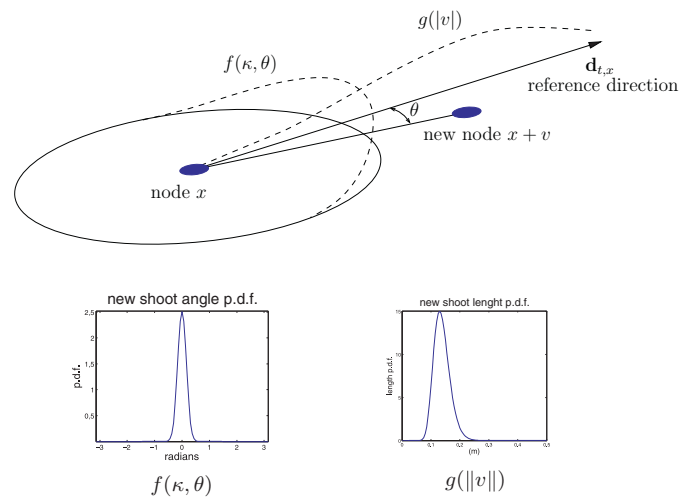 g(|v|)
f(κ, θ)
d_{t,x}
reference direction
θ
new node x + v
node x
new shoot angle p.d.f.
2,5
2,
1,5
1,
0,5
p.d.f.
−3 −2 −1 0 1 2 3
radians
f(κ, θ)
new shoot lenght p.d.f.
15
10
5
0
length p.d.f.
0 0,1 0,2 0,3 0,4 0,5
(m)
g(‖v‖)